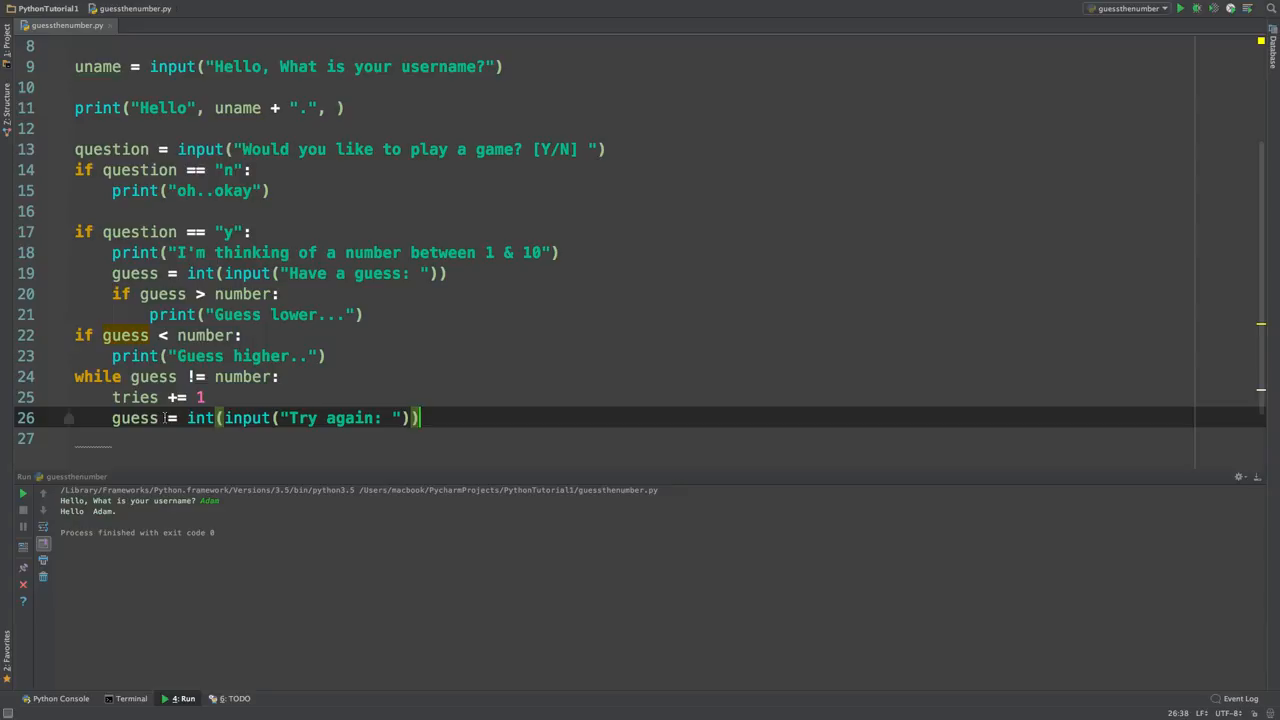 PythonTutorial1 guessthenumber.py guessthenumber
guessthenumber.py
1: Project
Z: Structure
2: Favorites
Database
8
9 uname = input("Hello, What is your username?")
10
11 print("Hello", uname + ".", )
12
13 question = input("Would you like to play a game? [Y/N] ")
14 if question == "n":
15 print("oh..okay")
16
17 if question == "y":
18 print("I'm thinking of a number between 1 & 10")
19 guess = int(input("Have a guess: "))
20 if guess > number:
21 print("Guess lower...")
22 if guess < number:
23 print("Guess higher..")
24 while guess != number:
25 tries += 1
26 guess = int(input("Try again: "))
27
Run guessthenumber
/Library/Frameworks/Python.framework/Versions/3.5/bin/python3.5 /Users/macbook/PycharmProjects/PythonTutorial1/guessthenumber.py
Hello, What is your username? Adam
Hello  Adam.
Process finished with exit code 0
Python Console Terminal 4: Run 6: TODO Event Log
26:38 LF÷ UTF-8÷